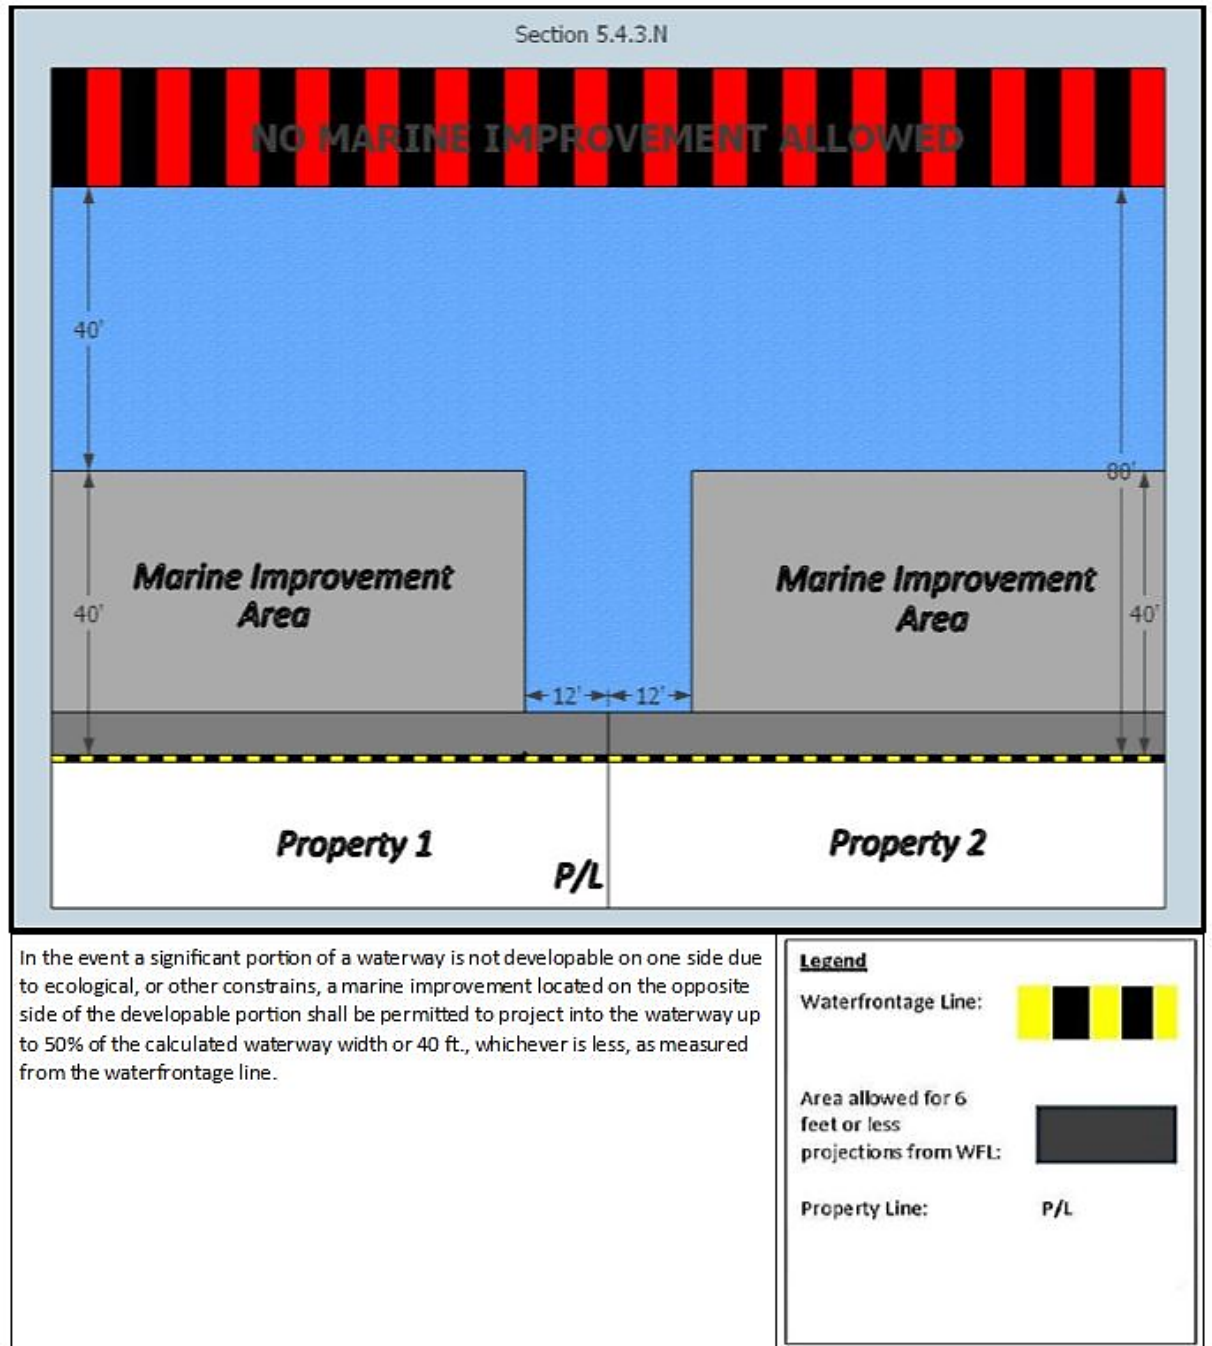 Section 5.4.3.N
NO MARINE IMPROVEMENT ALLOWED
40'
80'
Marine Improvement
Area
Marine Improvement
Area
40'
40'
12'
12'
Property 1
Property 2
P/L
In the event a significant portion of a waterway is not developable on one side due
to ecological, or other constrains, a marine improvement located on the opposite
side of the developable portion shall be permitted to project into the waterway up
to 50% of the calculated waterway width or 40 ft., whichever is less, as measured
from the waterfrontage line.
Legend
Waterfrontage Line:
Area allowed for 6
feet or less
projections from WFL:
Property Line:
P/L